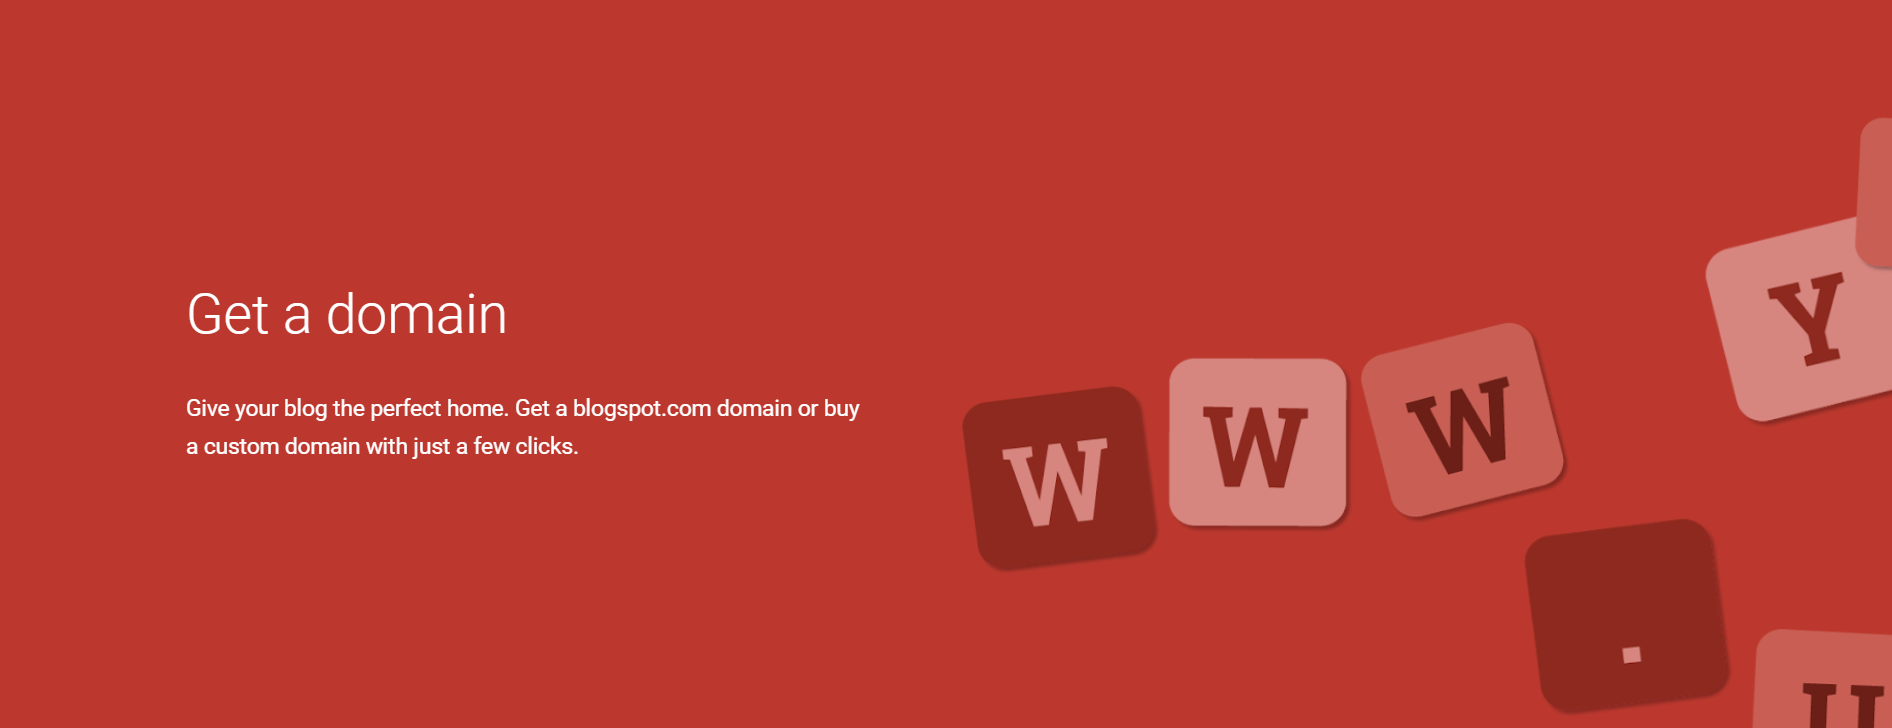 Get a domain
Give your blog the perfect home. Get a blogspot.com domain or buy
a custom domain with just a few clicks.
W W W
.
Y